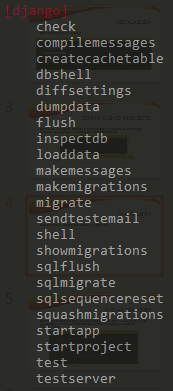 [django]
check
compilemessages
createcachetable
dbshell
diffsettings
dumpdata
flush
inspectdb
loaddata
makemessages
makemigrations
migrate
sendtestemail
shell
showmigrations
sqlflush
sqlmigrate
sqlsequencereset
squashmigrations
startapp
startproject
test
testserver